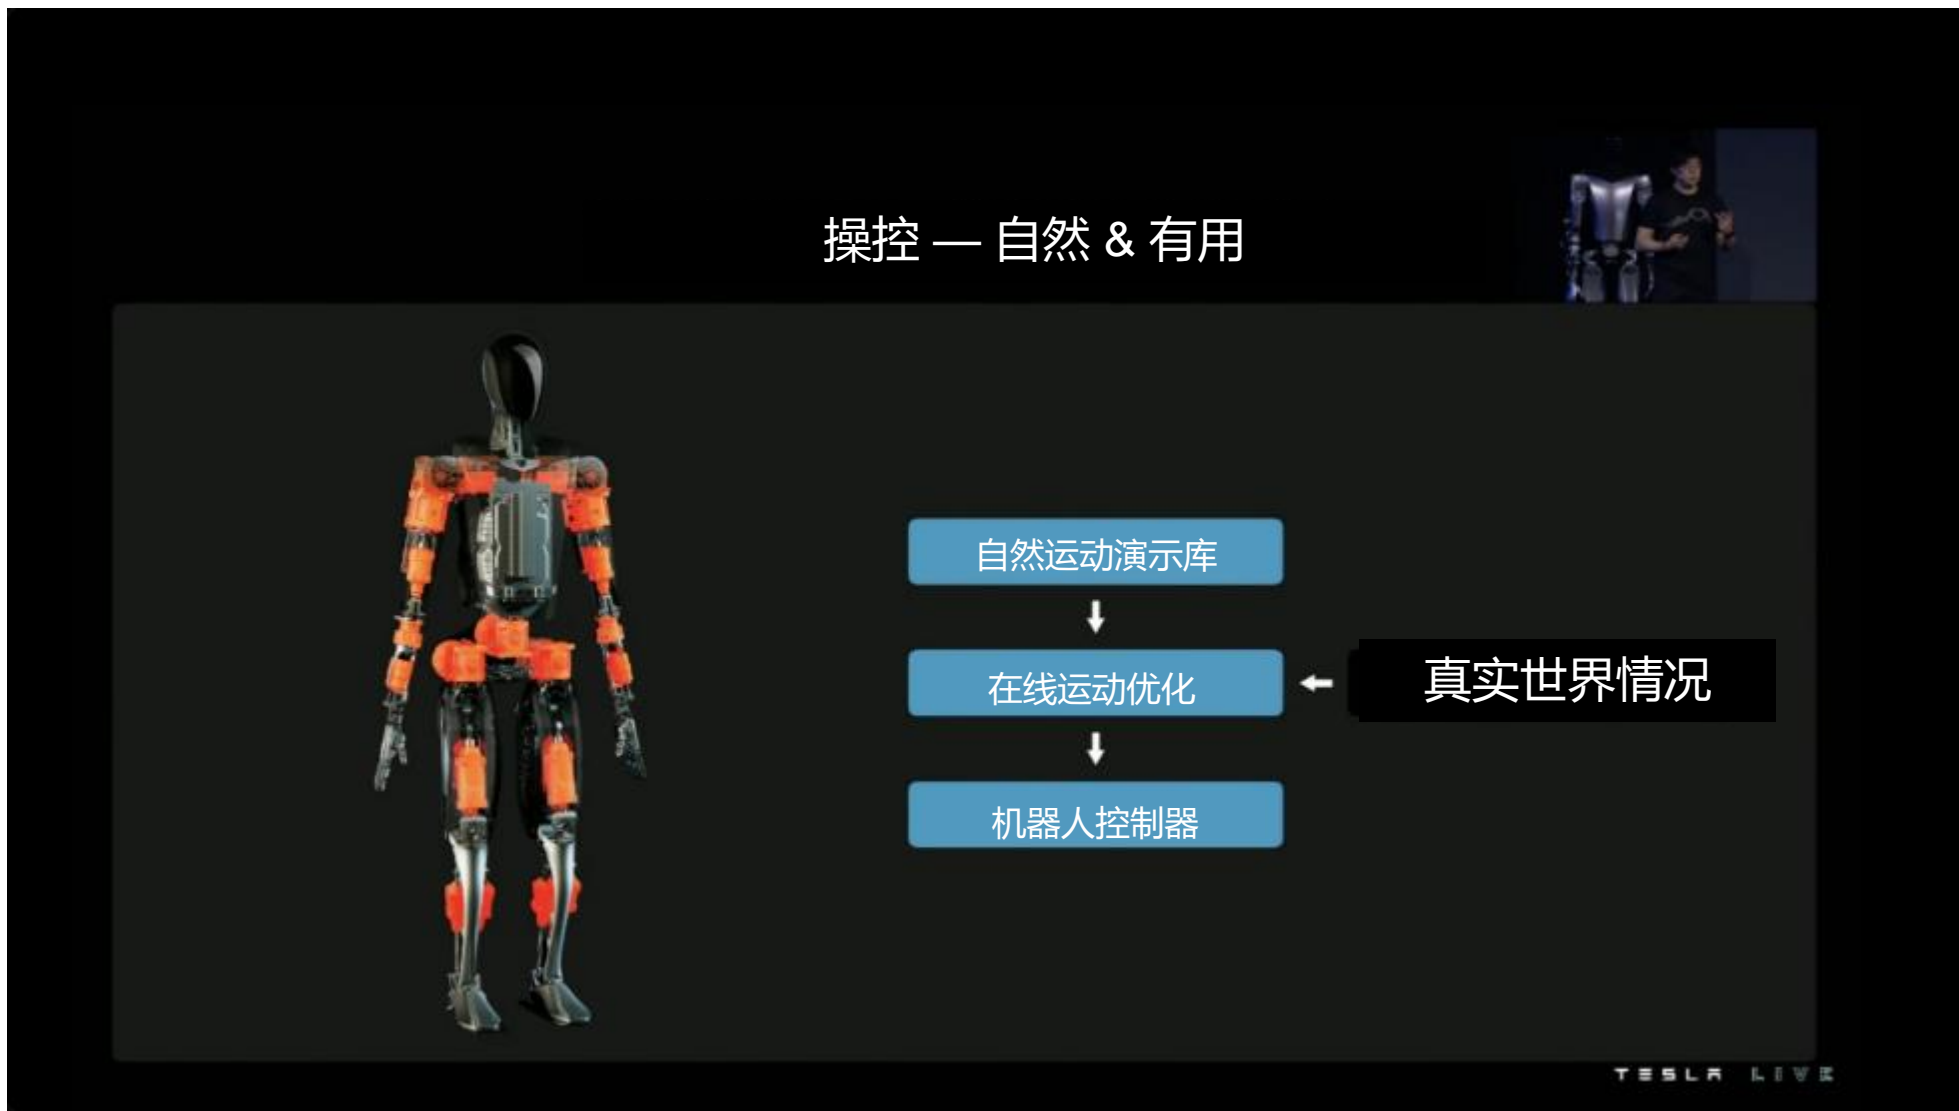 操控 — 自然 & 有用
自然运动演示库
在线运动优化
真实世界情况
机器人控制器
TESLA LIVE